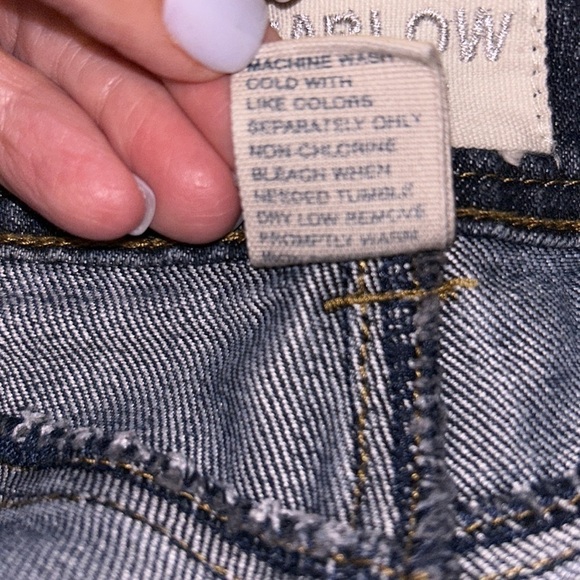 MACHINE WASH
COLD WITH
LIKE COLORS
SEPARATELY ONLY
NON-CHLORINE
BLEACH WHEN
NEEDED TUMBLE
DRY LOW REMOVE
PROMPTLY WARM